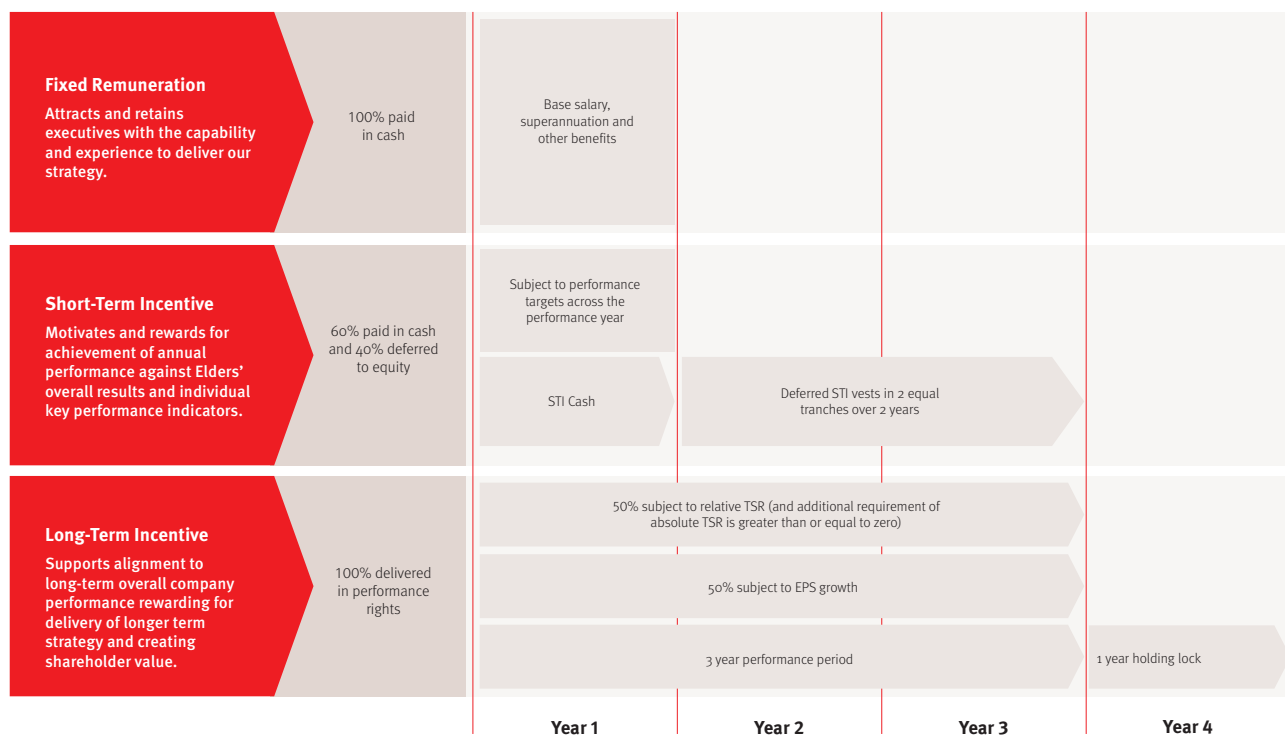 Fixed Remuneration
Attracts and retains
executives with the capability
and experience to deliver our
strategy.
100% paid
in cash
Base salary,
superannuation and
other benefits
Short-Term Incentive
Motivates and rewards for
achievement of annual
performance against Elders’
overall results and individual
key performance indicators.
60% paid in cash
and 40% deferred
to equity
Subject to performance
targets across the
performance year
STI Cash
Deferred STI vests in 2 equal
tranches over 2 years
Long-Term Incentive
Supports alignment to
long-term overall company
performance rewarding for
delivery of longer term
strategy and creating
shareholder value.
100% delivered
in performance
rights
50% subject to relative TSR (and additional requirement of
absolute TSR is greater than or equal to zero)
50% subject to EPS growth
3 year performance period
1 year holding lock
Year 1
Year 2
Year 3
Year 4